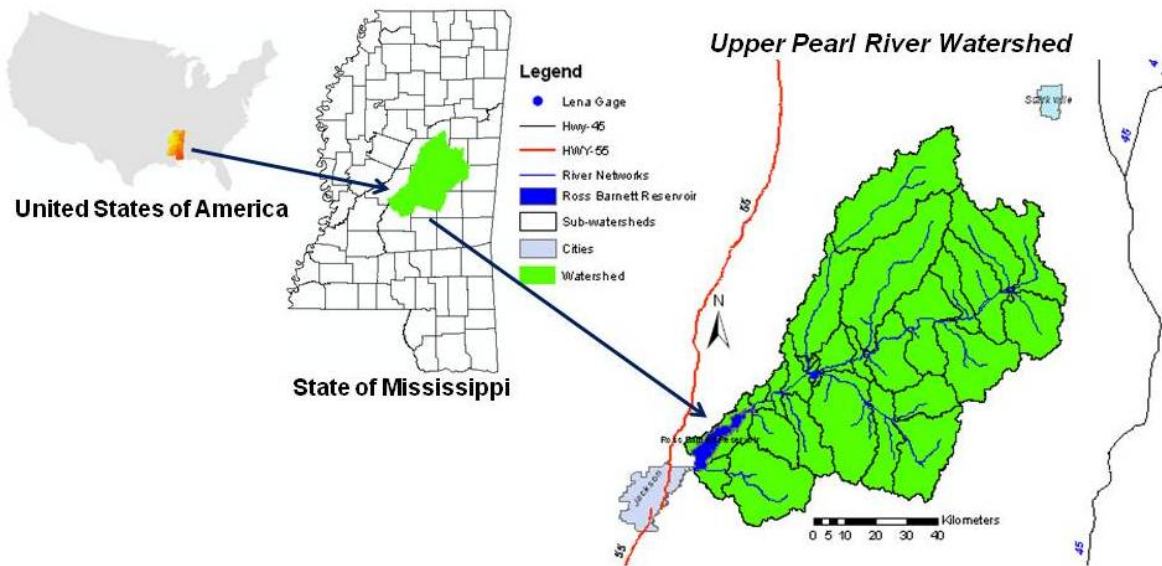 Upper Pearl River Watershed
Legend
Lena Gage
Hwy-45
HWY-55
River Networks
Ross Barnett Reservoir
Sub-watersheds
Cities
Watershed
United States of America
State of Mississippi
N
55
45
4
45
Jackson
55
0 5 10 20 30 40
Kilometers